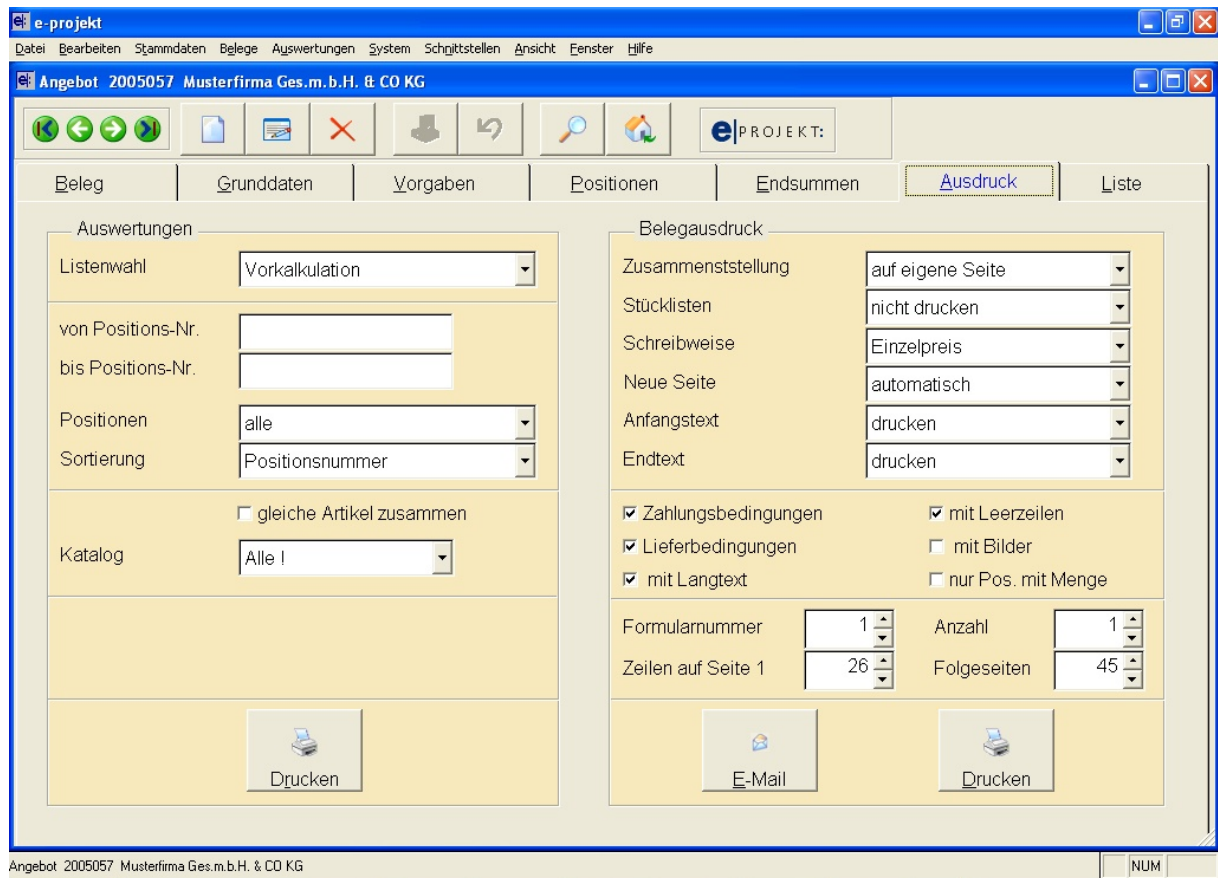 e-projekt
Datei Bearbeiten Stammdaten Belege Auswertungen System Schnittstellen Ansicht Fenster Hilfe
Angebot 2005057 Musterfirma Ges.m.b.H. & CO KG
e PROJEKT:
Beleg Grunddaten Vorgaben Positionen Endsummen Ausdruck Liste
Auswertungen
Listenwahl Vorkalkulation
von Positions-Nr.
bis Positions-Nr.
Positionen alle
Sortierung Positionsnummer
gleiche Artikel zusammen
Katalog Alle !
Drucken
Belegausdruck
Zusammenststellung auf eigene Seite
Stücklisten nicht drucken
Schreibweise Einzelpreis
Neue Seite automatisch
Anfangstext drucken
Endtext drucken
Zahlungsbedingungen mit Leerzeilen
Lieferbedingungen mit Bilder
mit Langtext nur Pos. mit Menge
Formularnummer 1 Anzahl 1
Zeilen auf Seite 1 26 Folgeseiten 45
E-Mail Drucken
Angebot 2005057 Musterfirma Ges.m.b.H. & CO KG NUM